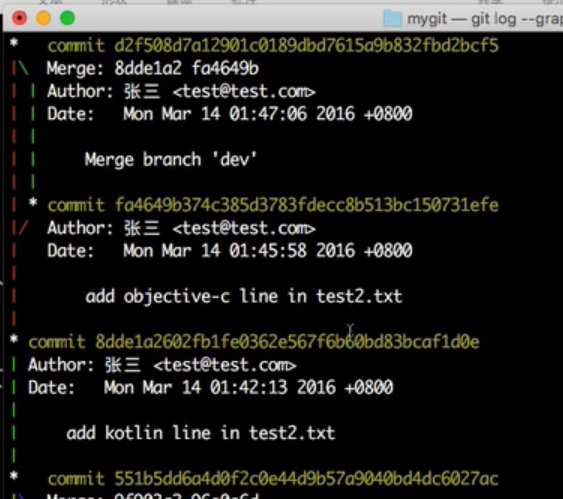 mygit — git log --grap
* commit d2f508d7a12901c0189dbd7615a9b832fbd2bcf5
|\ Merge: 8dde1a2 fa4649b
| | Author: 张三 <test@test.com>
| | Date: Mon Mar 14 01:47:06 2016 +0800
| |
| | Merge branch 'dev'
| |
| * commit fa4649b374c385d3783fdecc8b513bc150731efe
|/ Author: 张三 <test@test.com>
| Date: Mon Mar 14 01:45:58 2016 +0800
|
| add objective-c line in test2.txt
|
* commit 8dde1a2602fb1fe0362e567f6b60bd83bcaf1d0e
| Author: 张三 <test@test.com>
| Date: Mon Mar 14 01:42:13 2016 +0800
|
| add kotlin line in test2.txt
|
* commit 551b5dd6a4d0f2c0e44d9b57a9040bd4dc6027ac